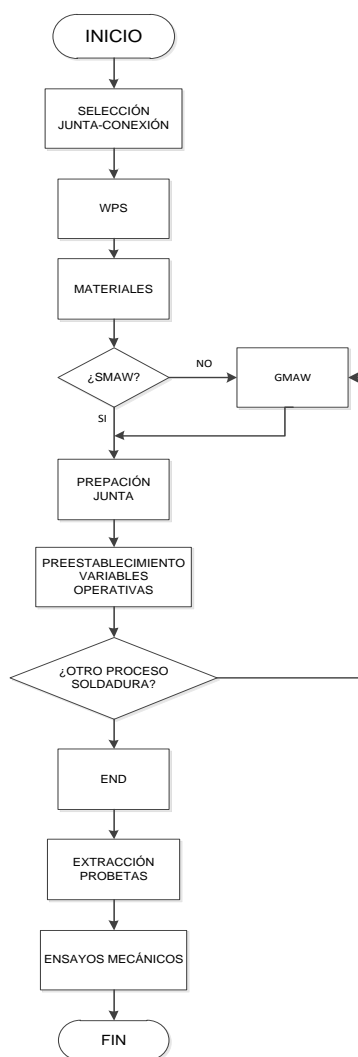 INICIO
SELECCIÓN
JUNTA-CONEXIÓN
WPS
MATERIALES
¿SMAW?
NO
GMAW
SI
PREPACIÓN
JUNTA
PREESTABLECIMIENTO
VARIABLES
OPERATIVAS
¿OTRO PROCESO
SOLDADURA?
END
EXTRACCIÓN
PROBETAS
ENSAYOS MECÁNICOS
FIN